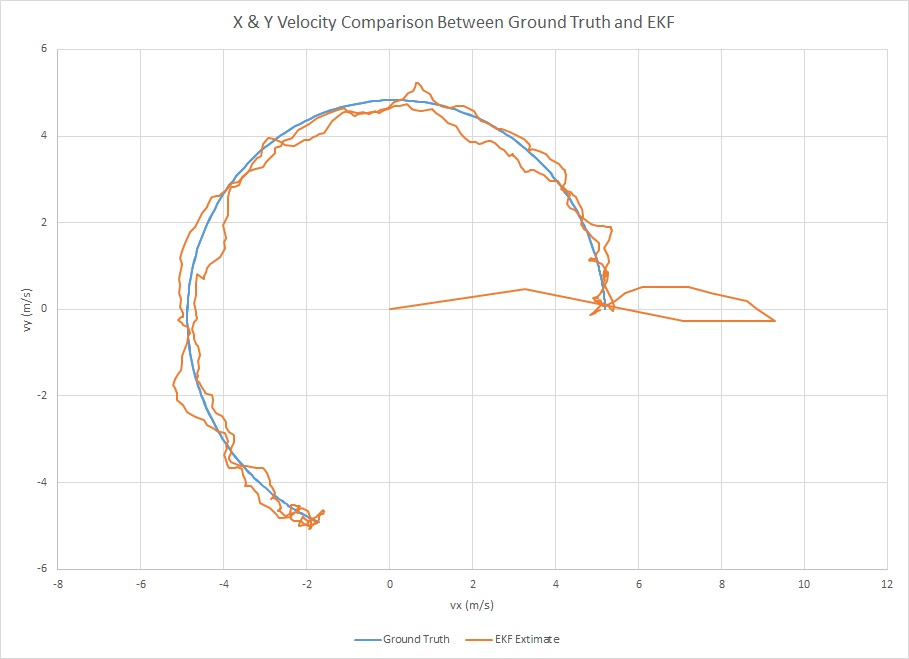 X & Y Velocity Comparison Between Ground Truth and EKF
6
4
2
0
-2
-4
-6
vy (m/s)
-8 -6 -4 -2 0 2 4 6 8 10 12
vx (m/s)
Ground Truth EKF Extimate